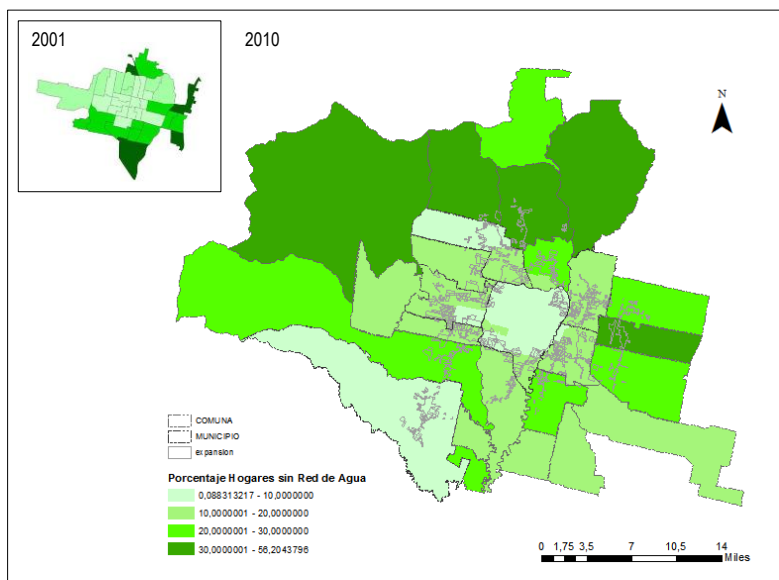 2001
2010
N
COMUNA
MUNICIPIO
expansion
Porcentaje Hogares sin Red de Agua
0,088313217 - 10,0000000
10,0000001 - 20,0000000
20,0000001 - 30,0000000
30,0000001 - 56,2043796
0 1,75 3,5 7 10,5 14
Miles